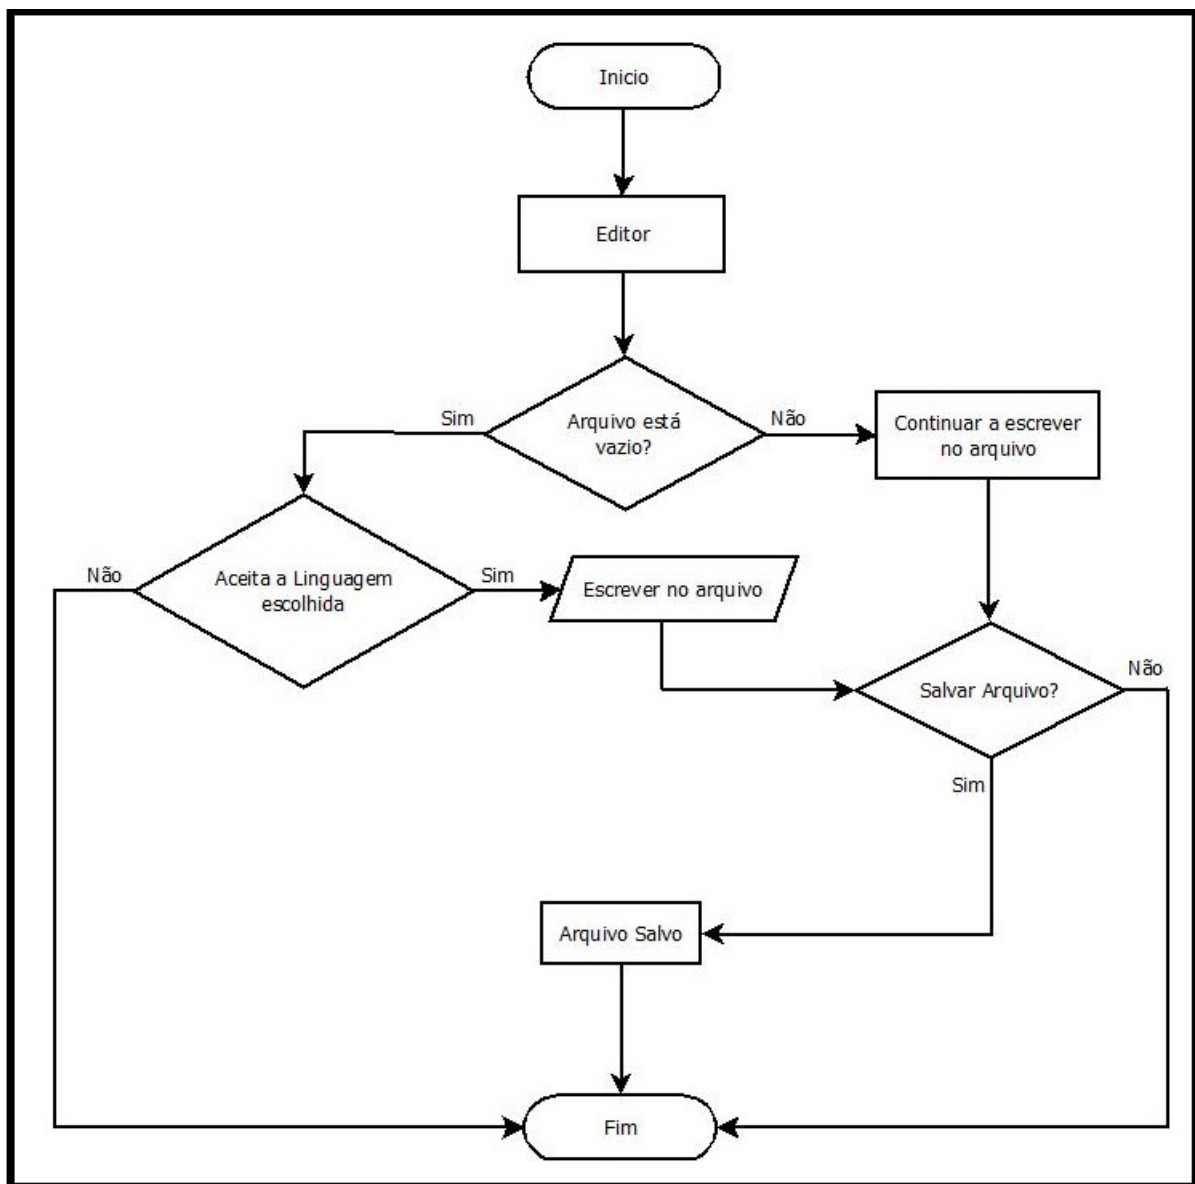 Inicio
Editor
Sim
Arquivo está
vazio?
Não
Continuar a escrever
no arquivo
Não
Aceita a Linguagem
escolhida
Sim
Escrever no arquivo
Salvar Arquivo?
Não
Sim
Arquivo Salvo
Fim